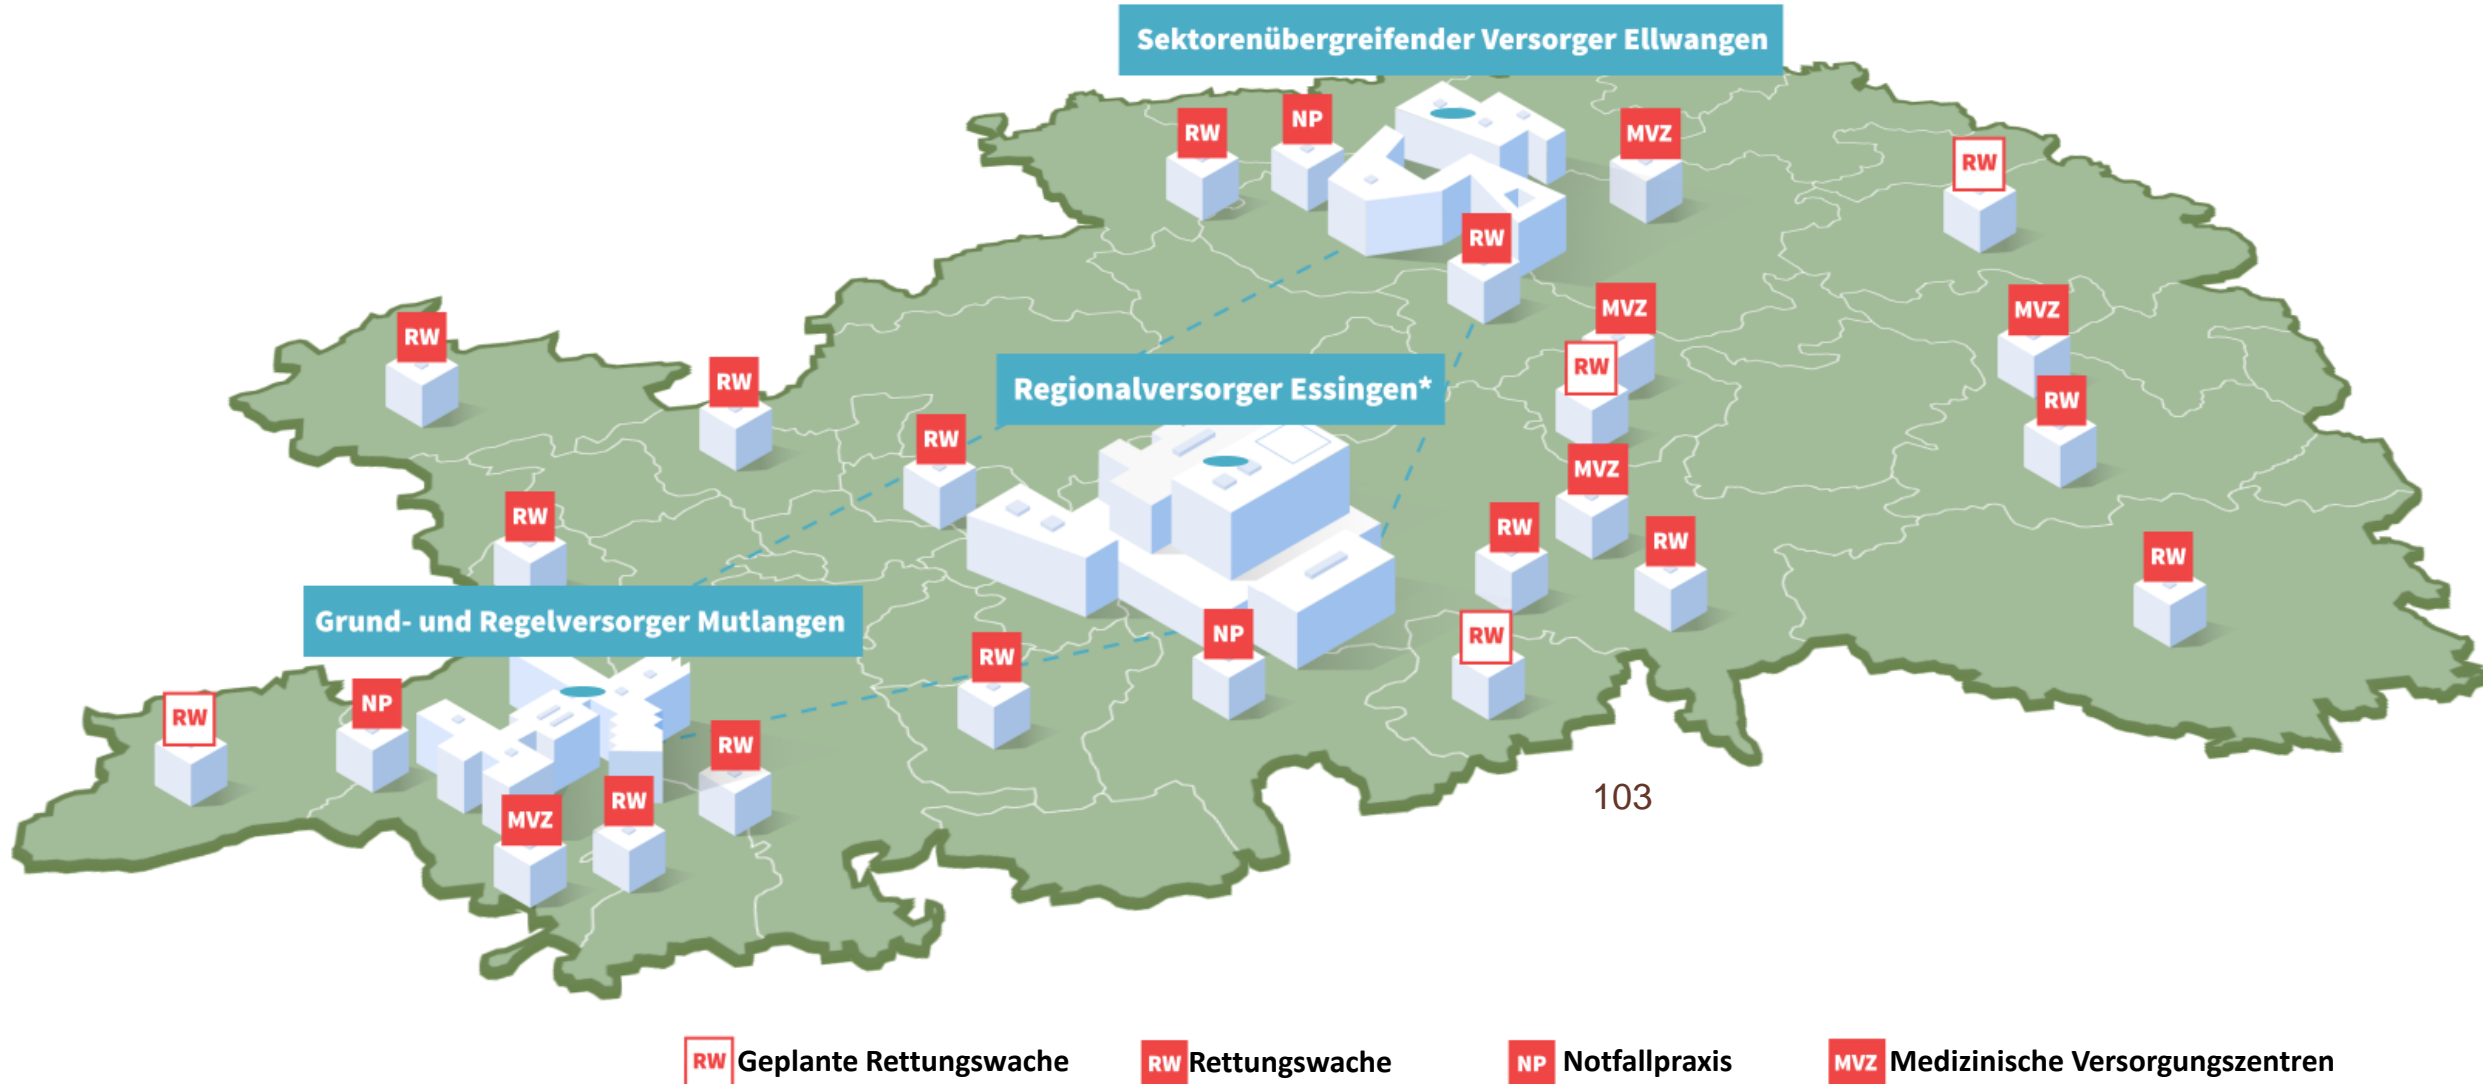 Sektorenübergreifender Versorger Ellwangen
NP
RW
MVZ
RW
RW
MVZ
MVZ
RW
RW
RW
RW
Regionalversorger Essingen*
RW
RW
MVZ
RW
RW
RW
RW
Grund- und Regelversorger Mutlangen
NP
RW
RW
NP
RW
RW
103
RW
MVZ
RW Geplante Rettungswache
RW Rettungswache
NP Notfallpraxis
MVZ Medizinische Versorgungszentren